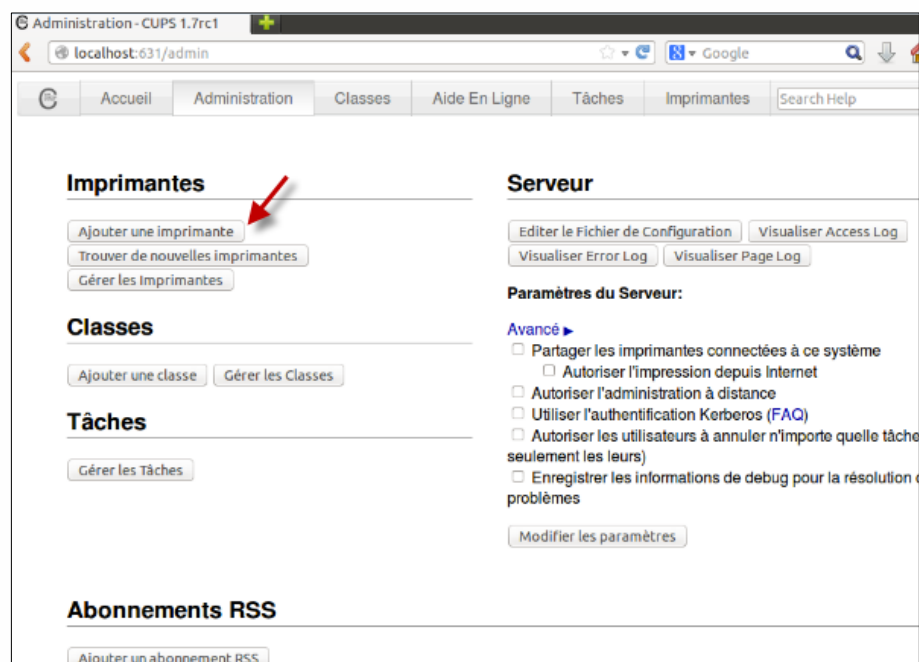 Administration - CUPS 1.7rc1
localhost:631/admin
Google
Accueil
Administration
Classes
Aide En Ligne
Tâches
Imprimantes
Search Help
Imprimantes
Ajouter une imprimante
Trouver de nouvelles imprimantes
Gérer les Imprimantes
Classes
Ajouter une classe
Gérer les Classes
Tâches
Gérer les Tâches
Serveur
Editer le Fichier de Configuration
Visualiser Access Log
Visualiser Error Log
Visualiser Page Log
Paramètres du Serveur:
Avancé ▶
Partager les imprimantes connectées à ce système
Autoriser l'impression depuis Internet
Autoriser l'administration à distance
Utiliser l'authentification Kerberos (FAQ)
Autoriser les utilisateurs à annuler n'importe quelle tâche
seulement les leurs)
Enregistrer les informations de debug pour la résolution
problèmes
Modifier les paramètres
Abonnements RSS
Ajouter un abonnement RSS